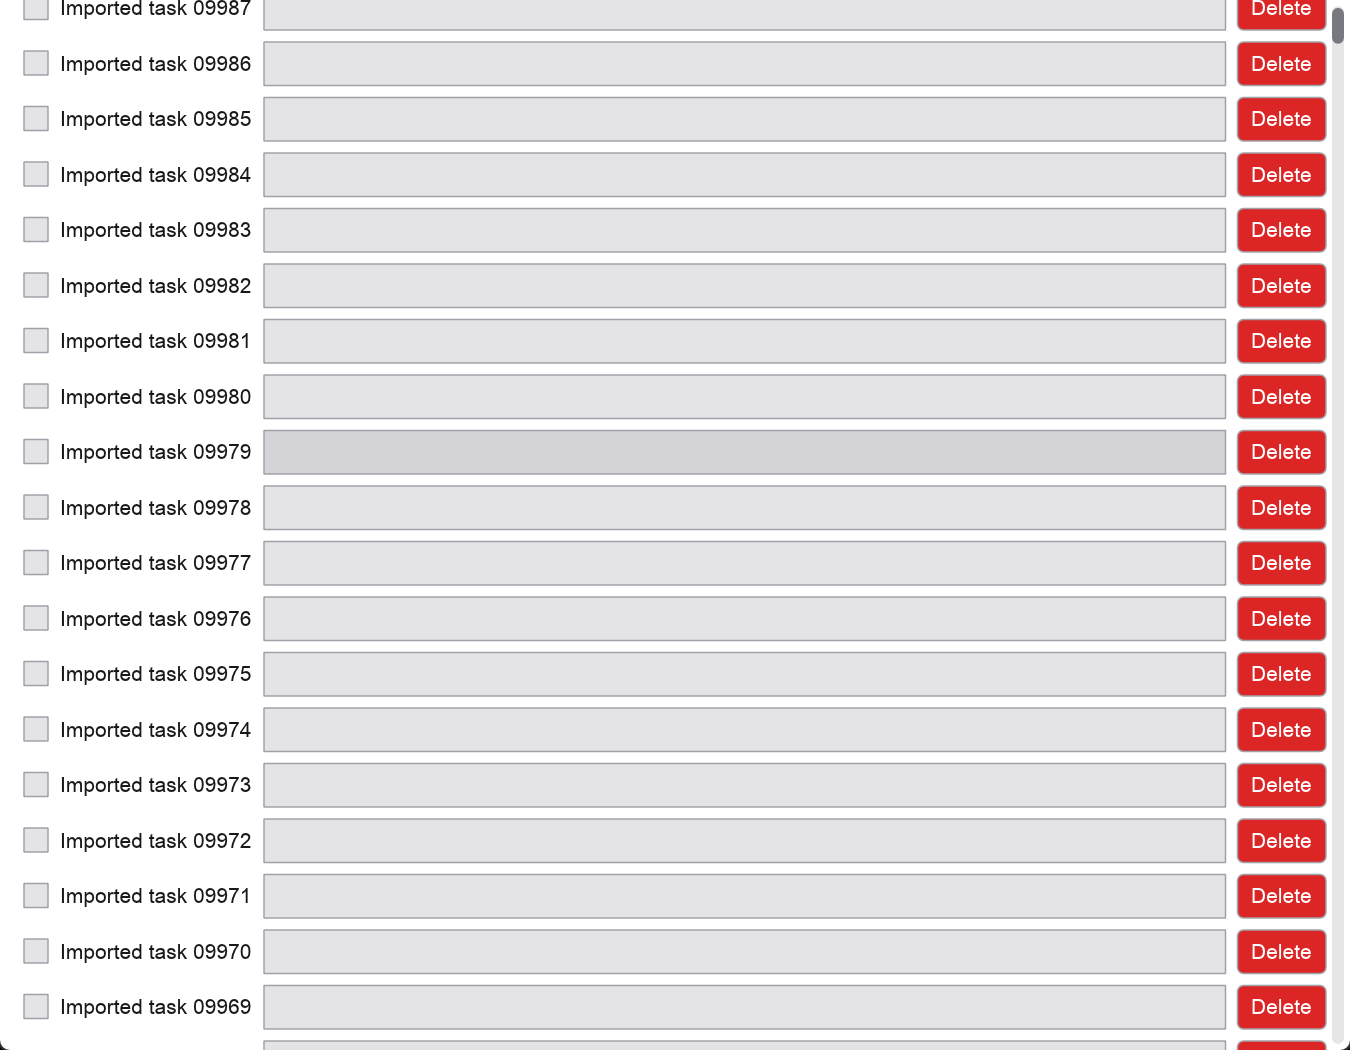 Imported task 09987 Delete
Imported task 09986 Delete
Imported task 09985 Delete
Imported task 09984 Delete
Imported task 09983 Delete
Imported task 09982 Delete
Imported task 09981 Delete
Imported task 09980 Delete
Imported task 09979 Delete
Imported task 09978 Delete
Imported task 09977 Delete
Imported task 09976 Delete
Imported task 09975 Delete
Imported task 09974 Delete
Imported task 09973 Delete
Imported task 09972 Delete
Imported task 09971 Delete
Imported task 09970 Delete
Imported task 09969 Delete